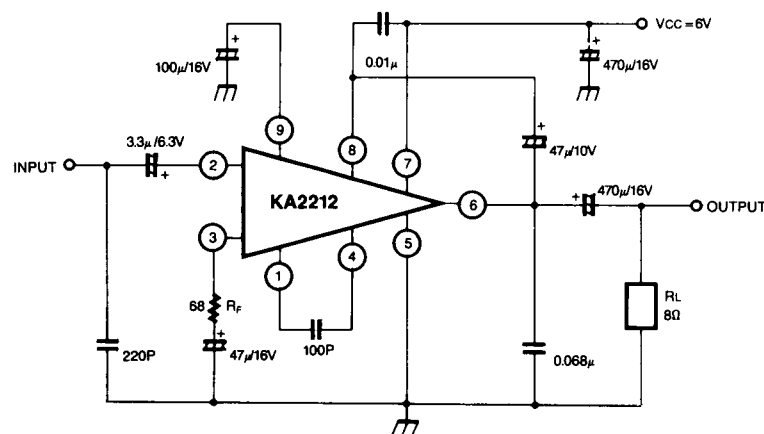 VCC = 6V
0.01μ
100μ/16V
470μ/16V
9
8
7
3.3μ/6.3V
47μ/10V
INPUT
2
KA2212
6
470μ/16V
OUTPUT
3
1
4
5
68 RF
RL
8Ω
220P
47μ/16V
100P
0.068μ